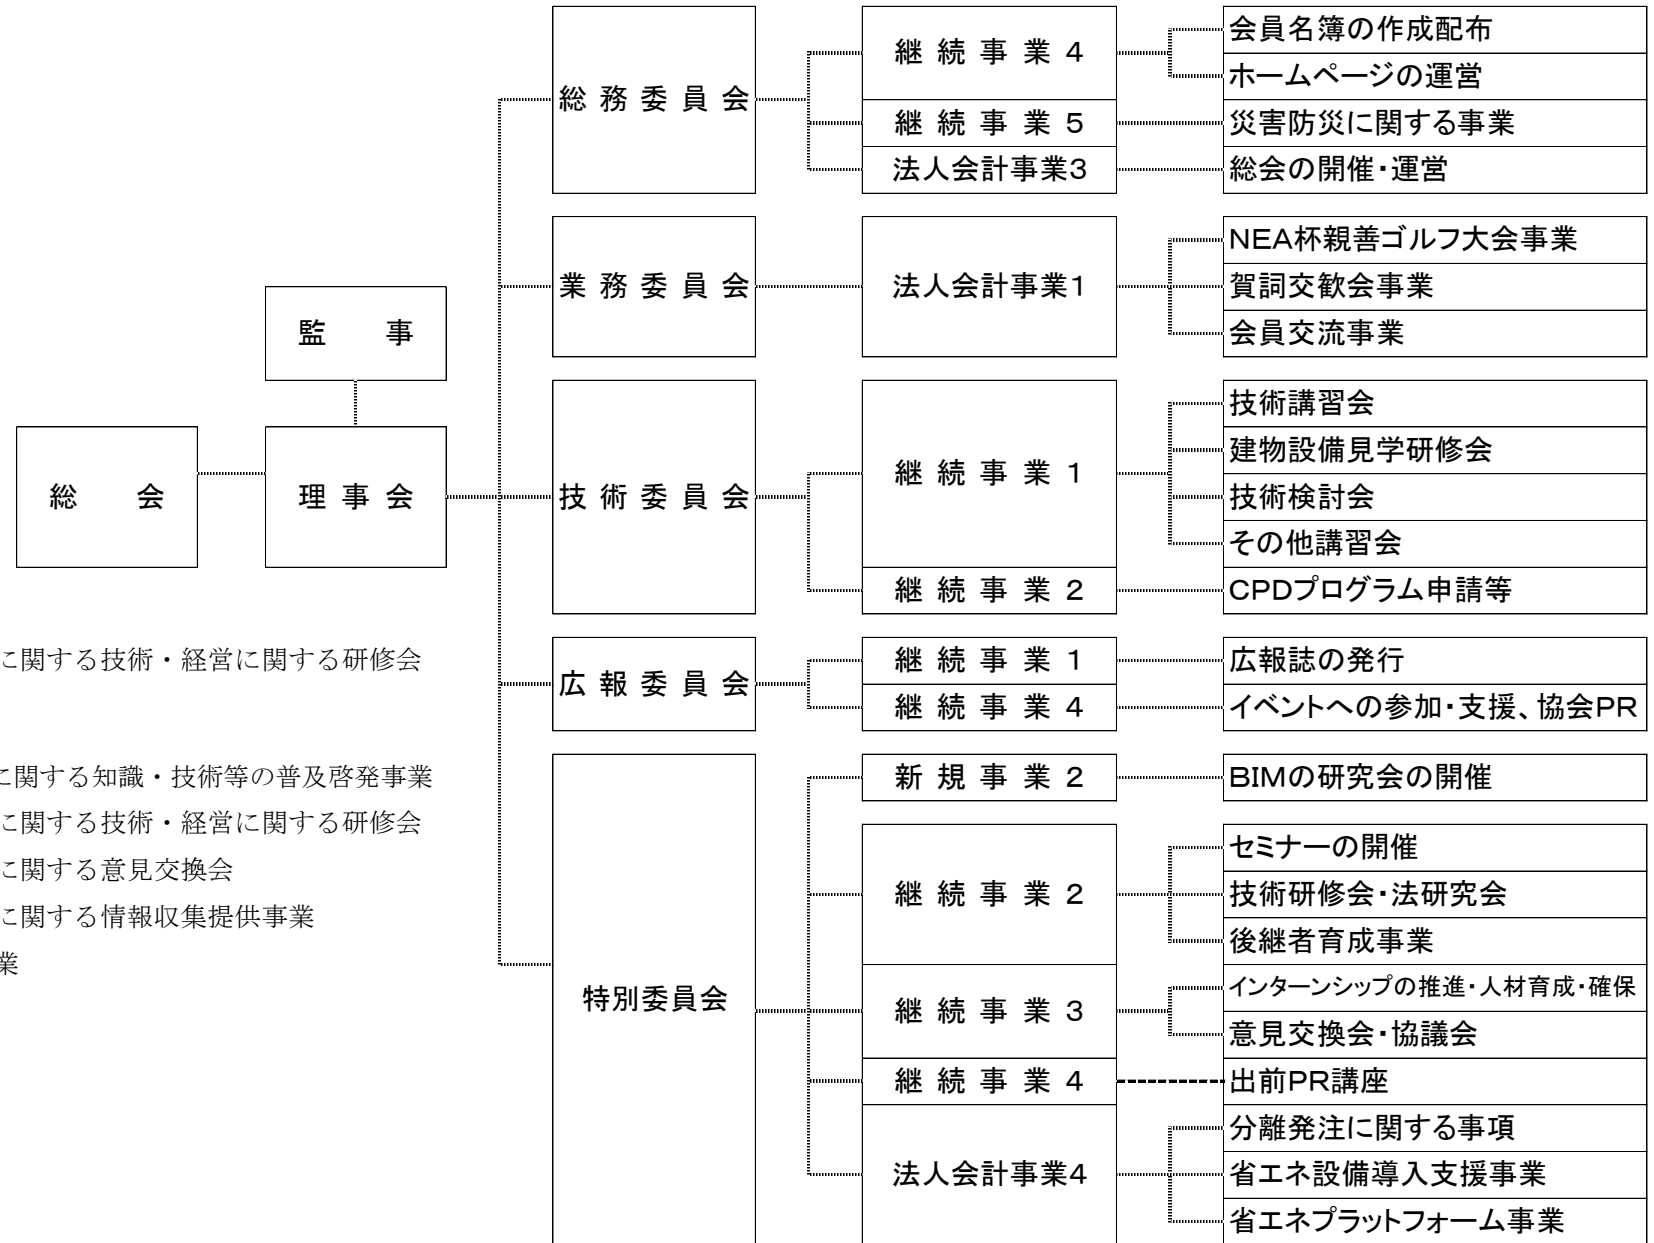 総会
監事
理事会
総務委員会
継続事業4
会員名簿の作成配布
ホームページの運営
継続事業5
災害防災に関する事業
法人会計事業3
総会の開催・運営
業務委員会
法人会計事業1
NEA杯親善ゴルフ大会事業
賀詞交歓会事業
会員交流事業
技術委員会
継続事業1
技術講習会
建物設備見学研修会
技術検討会
その他講習会
継続事業2
CPDプログラム申請等
広報委員会
継続事業1
広報誌の発行
継続事業4
イベントへの参加・支援、協会PR
特別委員会
新規事業2
BIMの研究会の開催
継続事業2
セミナーの開催
技術研修会・法研究会
後継者育成事業
継続事業3
インターンシップの推進・人材育成・確保
意見交換会・協議会
継続事業4
出前PR講座
法人会計事業4
分離発注に関する事項
省エネ設備導入支援事業
省エネプラットフォーム事業
に関する技術・経営に関する研修会
に関する知識・技術等の普及啓発事業
に関する技術・経営に関する研修会
に関する意見交換会
に関する情報収集提供事業
業